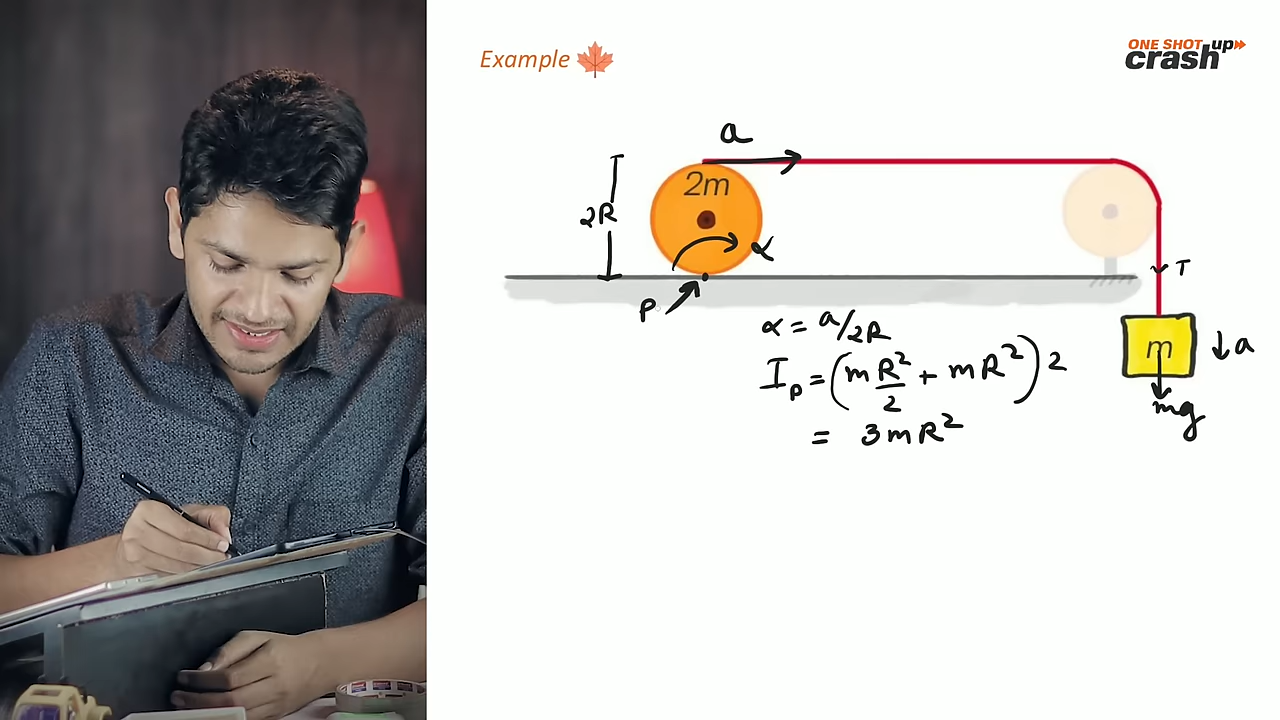 Example
ONE SHOT
crash up
a
2m
2R
α
P
T
α = a/2R
m
↓a
I_P = (mR²/2 + mR²)2
mg
= 3mR²